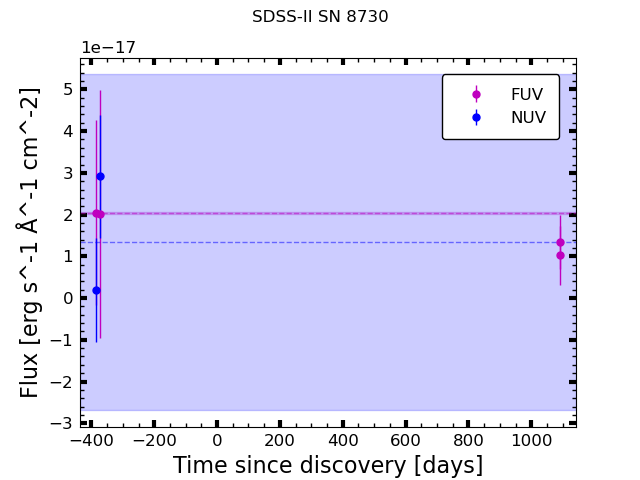 SDSS-II SN 8730
1e−17
FUV
NUV
5
4
3
2
1
0
−1
−2
−3
−400 −200 0 200 400 600 800 1000
Time since discovery [days]
Flux [erg s^-1 Å^-1 cm^-2]